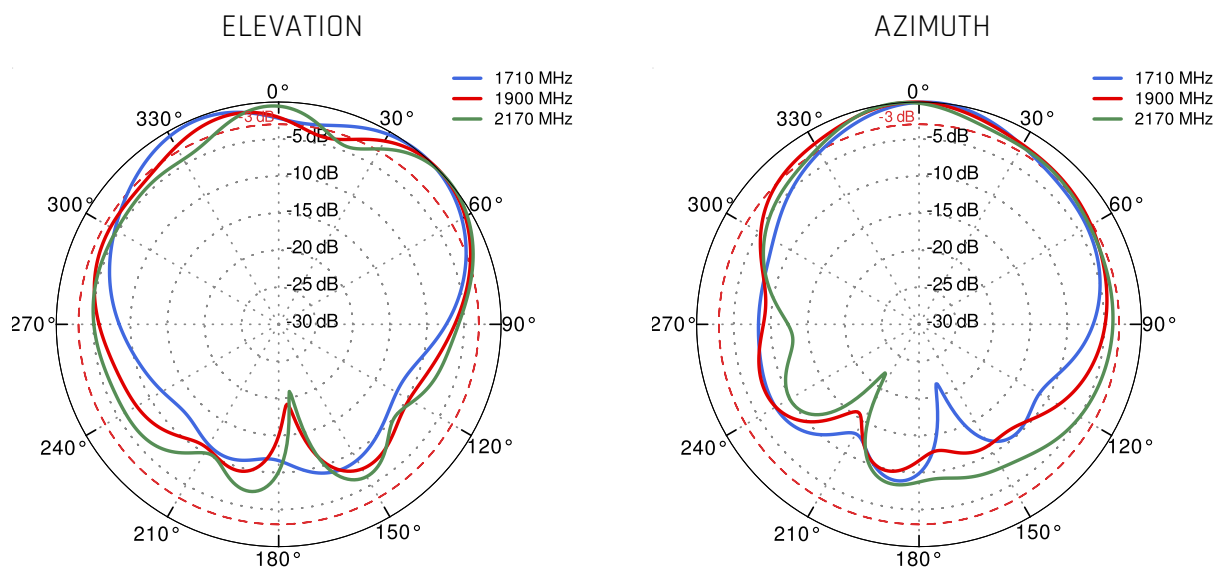 ELEVATION
1710 MHz
1900 MHz
2170 MHz
0°
30°
60°
90°
120°
150°
180°
210°
240°
270°
300°
330°
-3 dB
-5 dB
-10 dB
-15 dB
-20 dB
-25 dB
-30 dB
AZIMUTH
1710 MHz
1900 MHz
2170 MHz
0°
30°
60°
90°
120°
150°
180°
210°
240°
270°
300°
330°
-3 dB
-5 dB
-10 dB
-15 dB
-20 dB
-25 dB
-30 dB